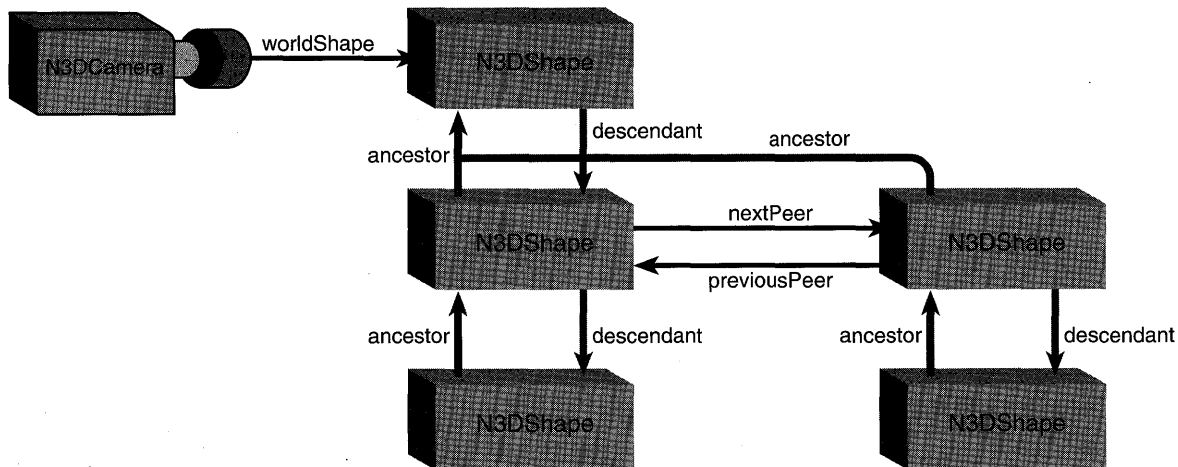 N3DCamera
worldShape
N3DShape
descendant
ancestor
ancestor
N3DShape
nextPeer
previousPeer
N3DShape
ancestor
descendant
ancestor
descendant
N3DShape
N3DShape